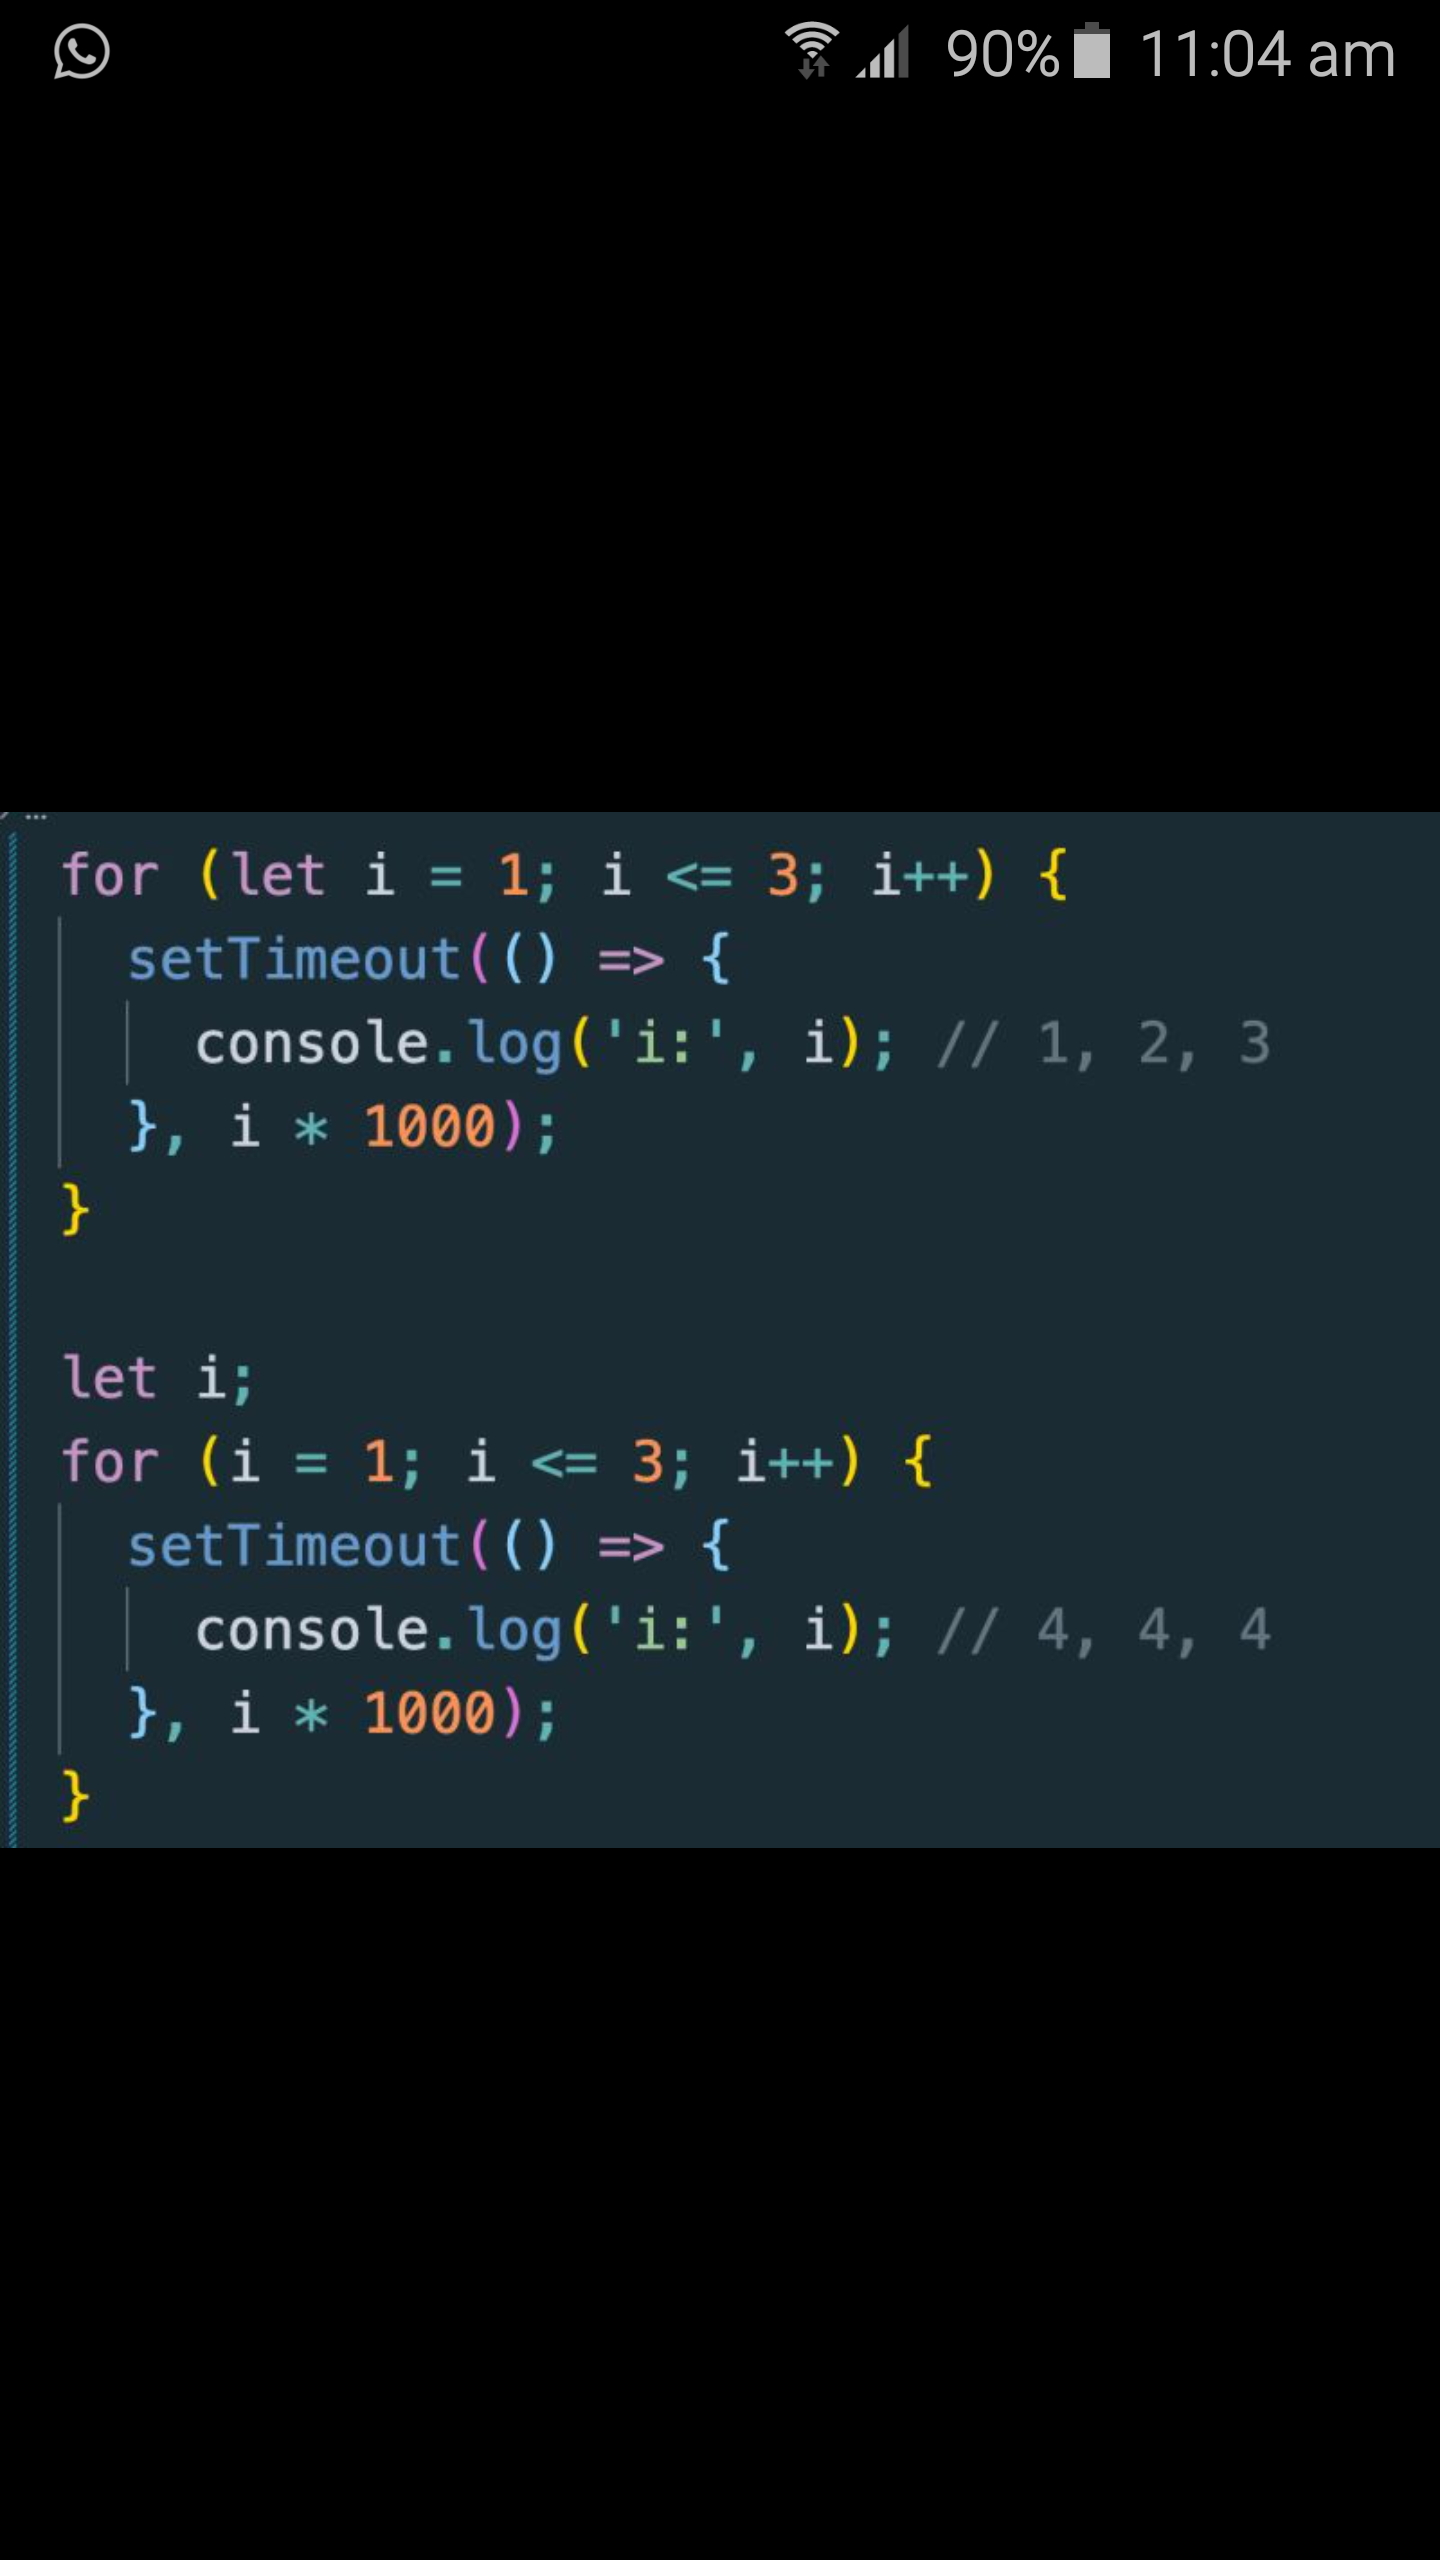 90% 11:04 am
...
for (let i = 1; i <= 3; i++) {
  setTimeout(() => {
    console.log('i:', i); // 1, 2, 3
  }, i * 1000);
}

let i;
for (i = 1; i <= 3; i++) {
  setTimeout(() => {
    console.log('i:', i); // 4, 4, 4
  }, i * 1000);
}